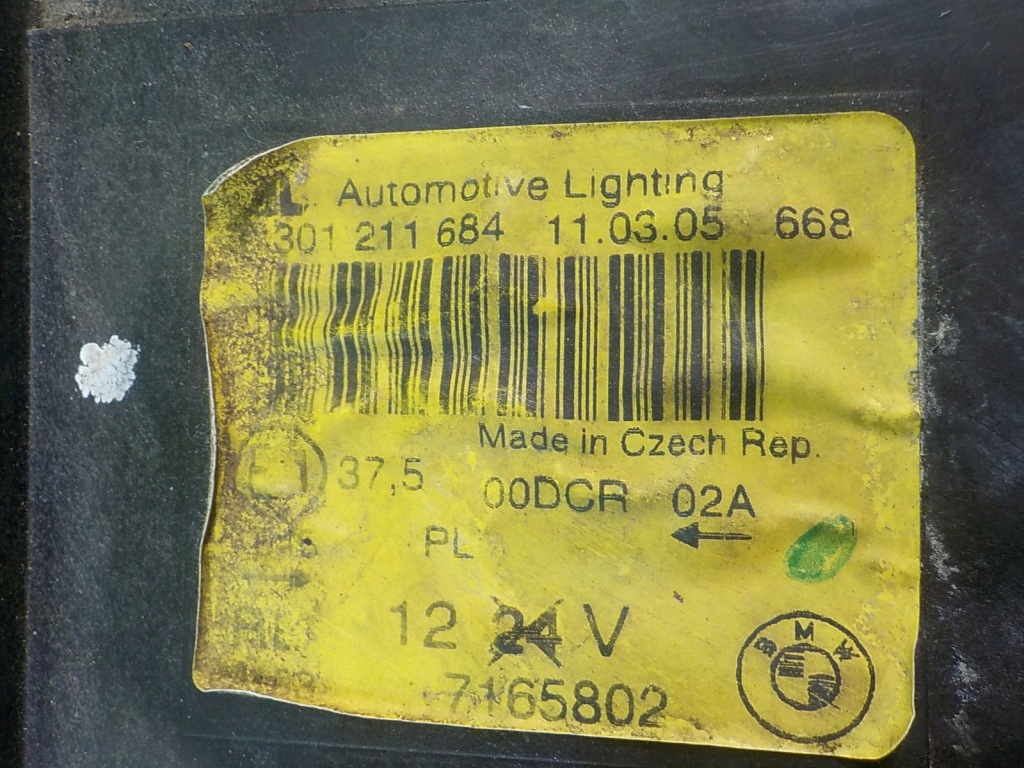 Automotive Lighting
301 211 684 11.03.05 668
Made in Czech Rep.
E1 37,5 00DCR 02A
PL
12 24 V
7165802
BMW